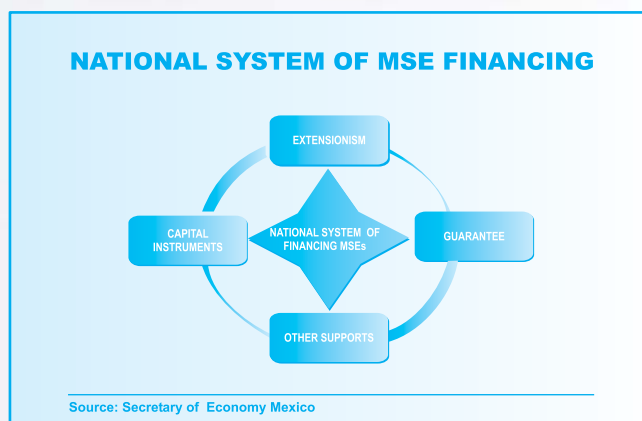 NATIONAL SYSTEM OF MSE FINANCING
EXTENSIONISM
CAPITAL
INSTRUMENTS
NATIONAL SYSTEM OF
FINANCING MSEs
GUARANTEE
OTHER SUPPORTS
Source: Secretary of Economy Mexico